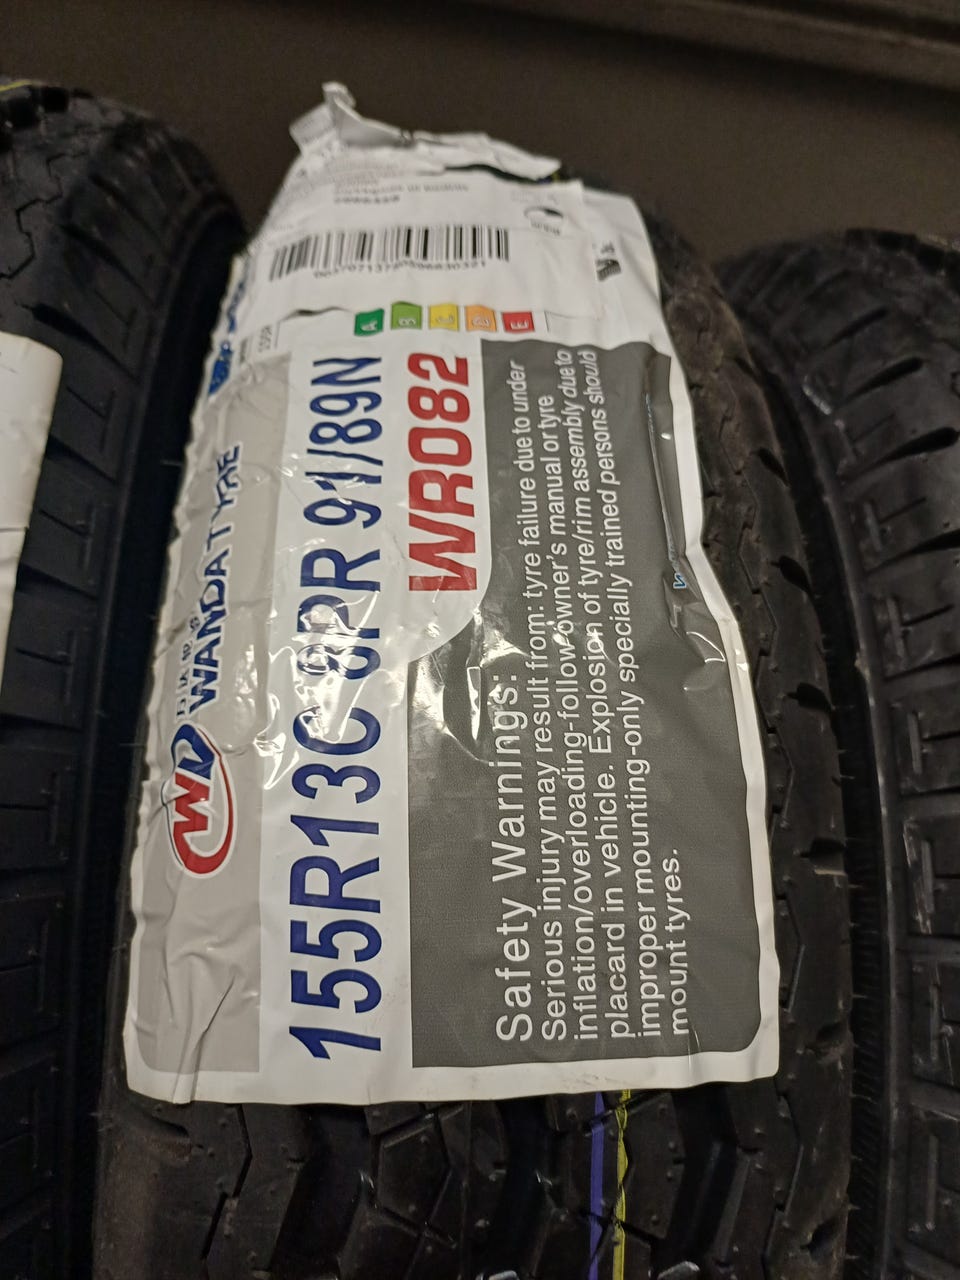 WANDA TYRE
155R13C 8PR 91/89N
WR082
Safety Warnings:
Serious injury may result from: tyre failure due to under
inflation/overloading-follow owner's manual or tyre
placard in vehicle. Explosion of tyre/rim assembly due to
improper mounting-only specially trained persons should
mount tyres.
A
B
C
D
E